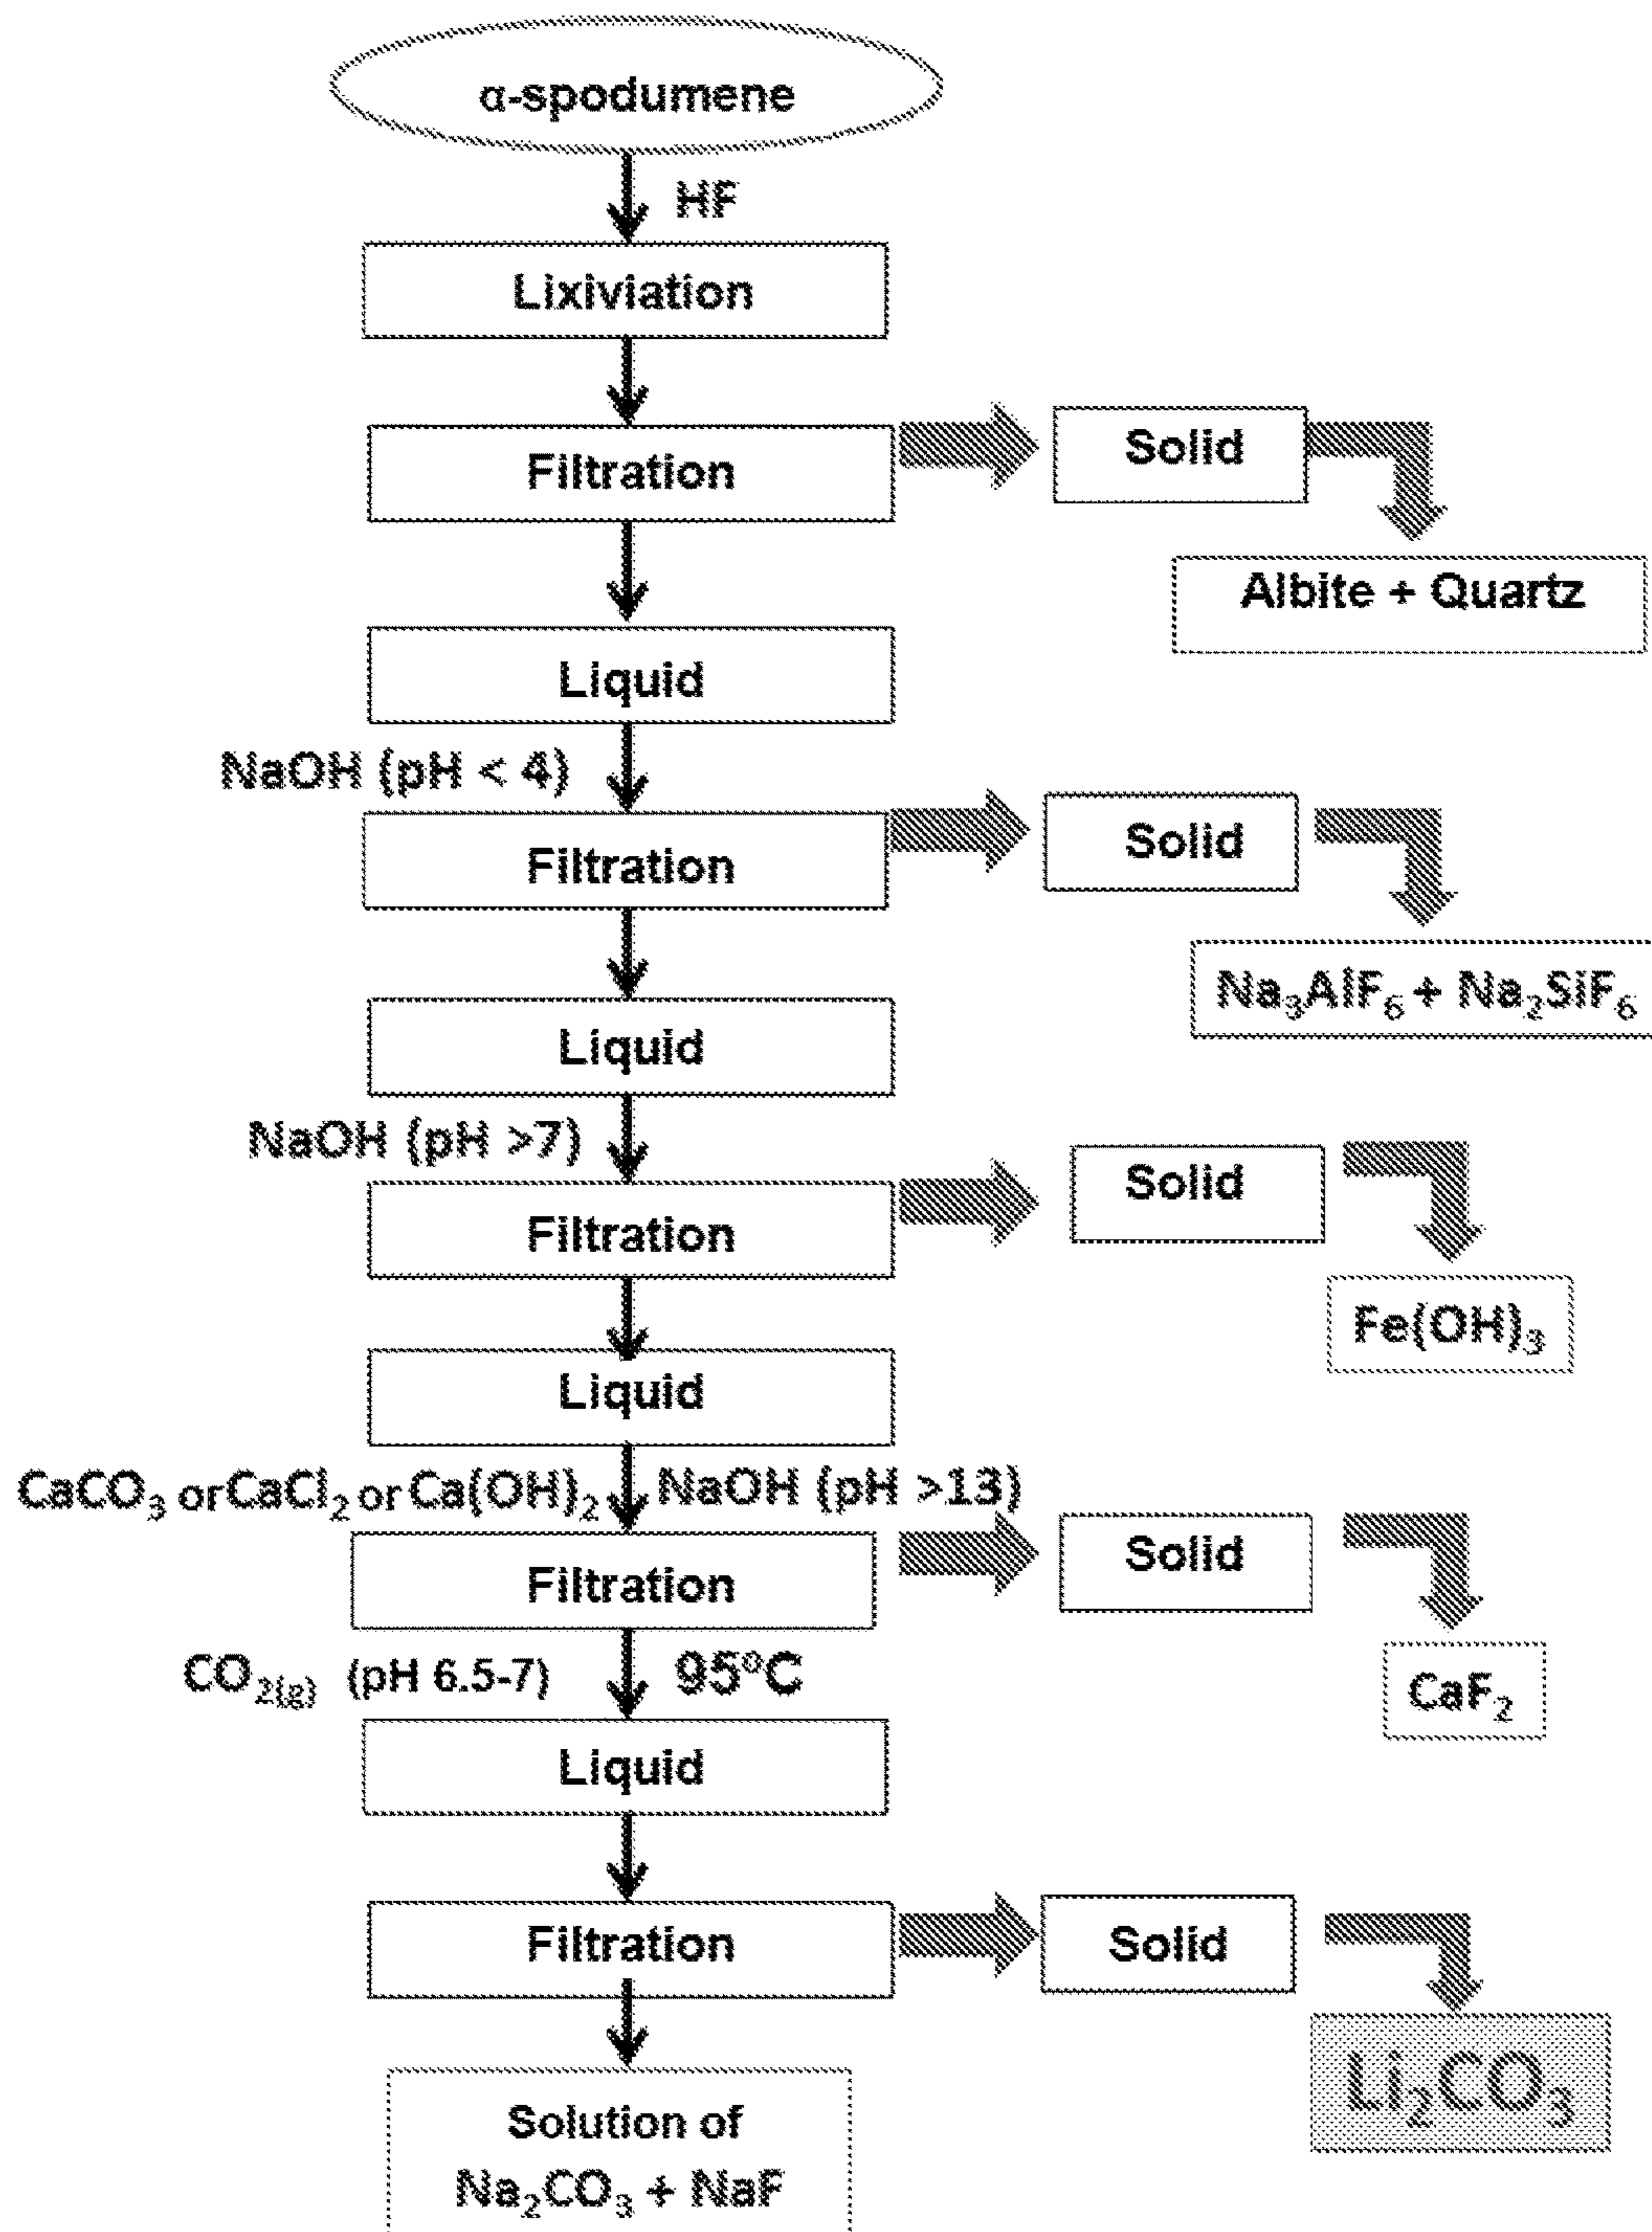 α-spodumene
HF
Lixiviation
Filtration
Solid
Albite + Quartz
Liquid
NaOH (pH < 4)
Filtration
Solid
Na₃AlF₆ + Na₂SiF₆
Liquid
NaOH (pH >7)
Filtration
Solid
Fe(OH)₃
Liquid
CaCO₃ or CaCl₂ or Ca(OH)₂ NaOH (pH >13)
Filtration
Solid
CaF₂
CO₂(g) (pH 6.5-7) 95°C
Liquid
Filtration
Solid
Li₂CO₃
Solution of
Na₂CO₃ + NaF